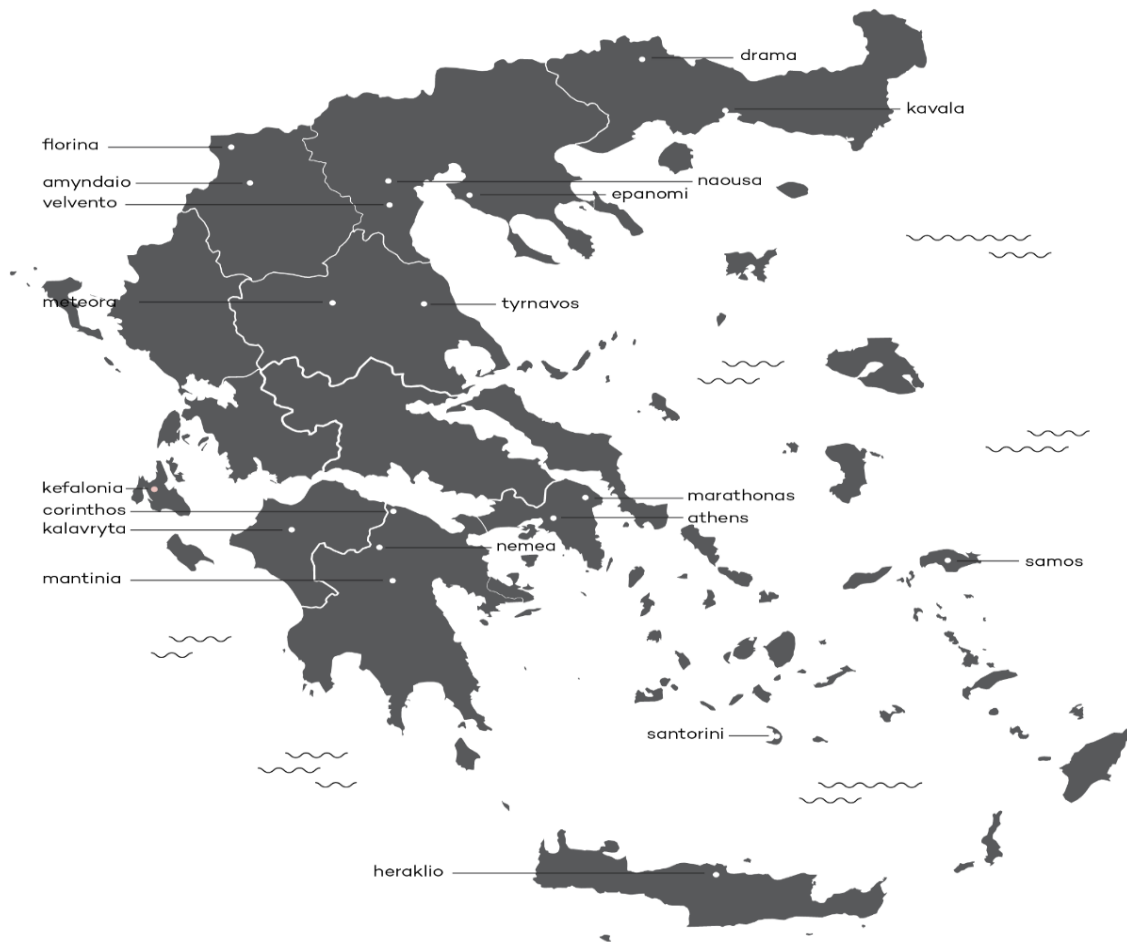 drama
kavala
florina
naousa
amyndaio
epanomi
velvento
meteora
tyrnavos
kefalonia
marathonas
corinthos
athens
kalavryta
nemea
samos
mantinia
santorini
heraklio